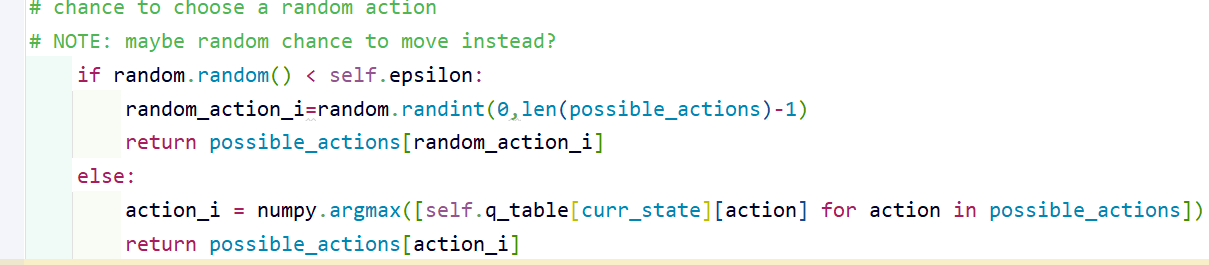 # chance to choose a random action
# NOTE: maybe random chance to move instead?
if random.random() < self.epsilon:
random_action_i=random.randint(0,len(possible_actions)-1)
return possible_actions[random_action_i]
else:
action_i = numpy.argmax([self.q_table[curr_state][action] for action in possible_actions])
return possible_actions[action_i]